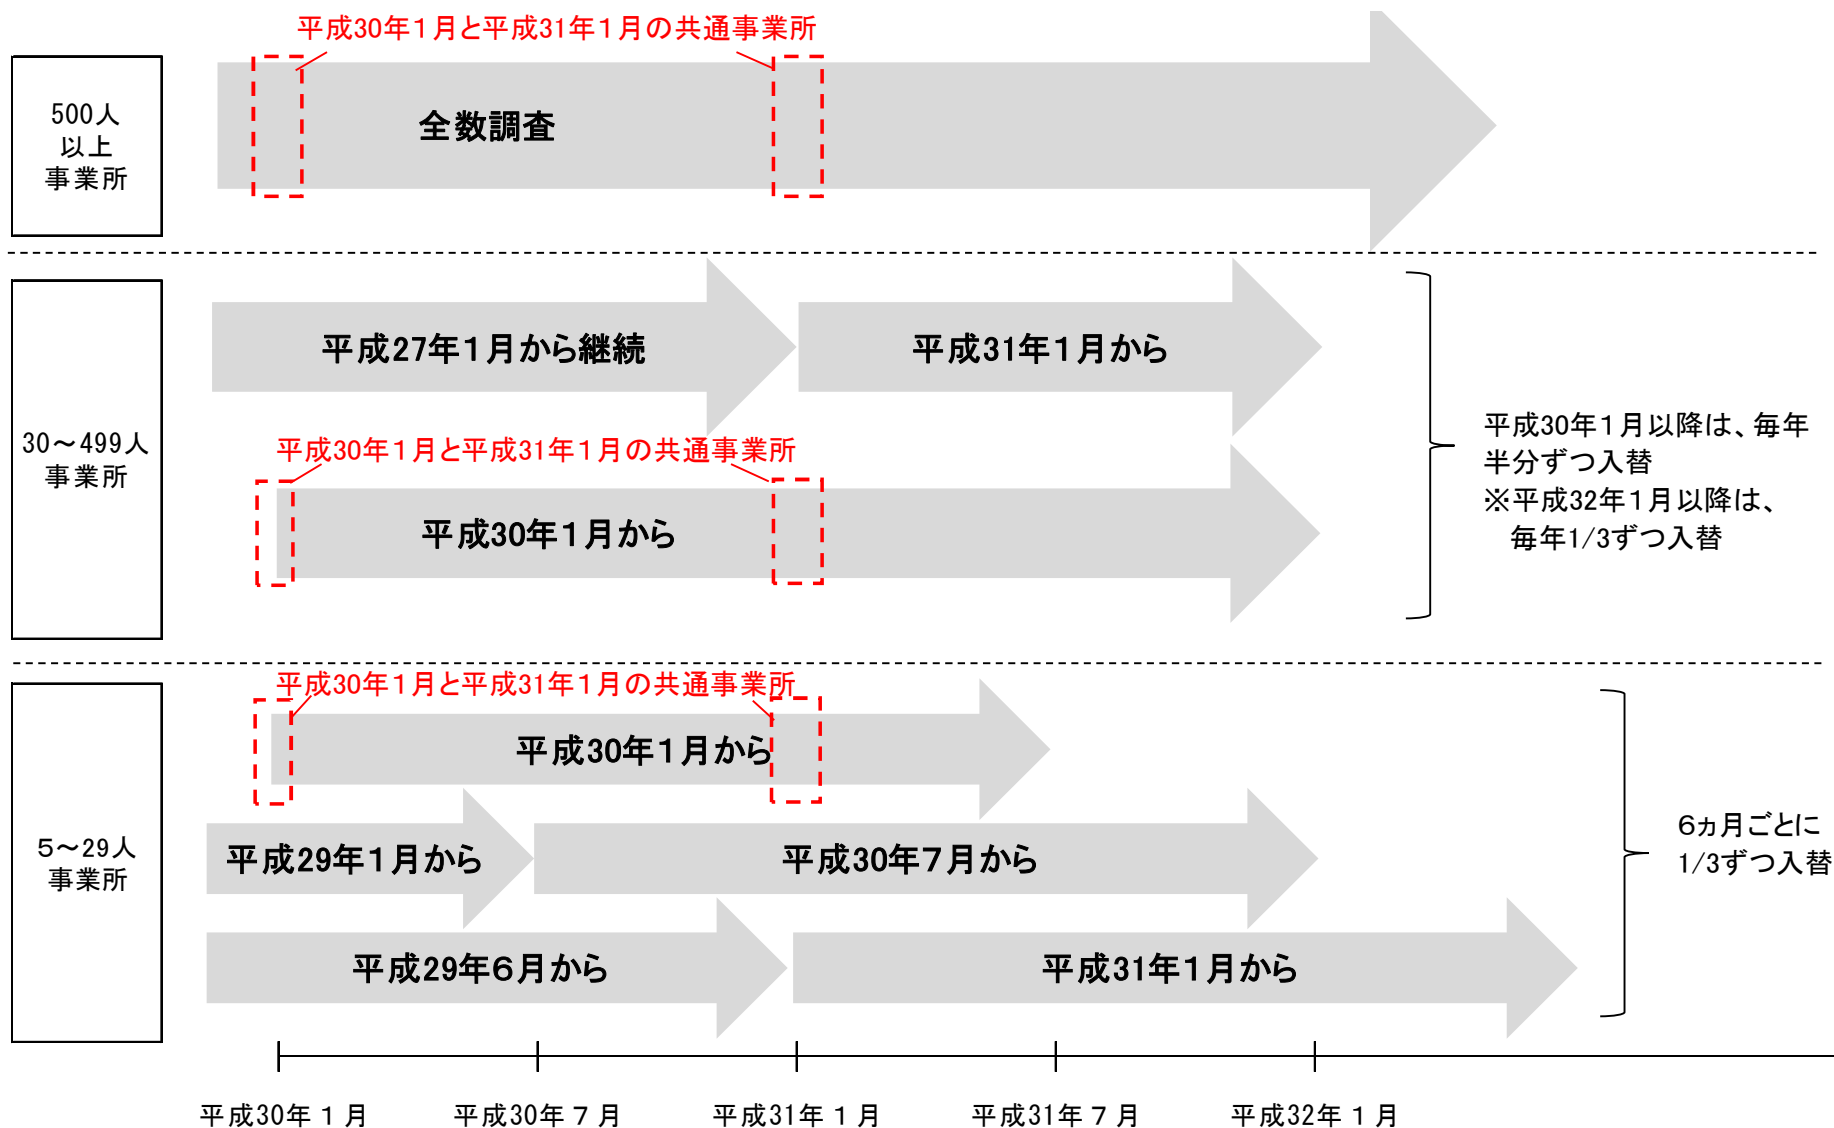 平成30年１月と平成31年１月の共通事業所
500人
以上
事業所
全数調査
平成27年１月から継続
平成31年１月から
30～499人
事業所
平成30年１月と平成31年１月の共通事業所
平成30年１月から
平成30年１月以降は、毎年
半分ずつ入替
※平成32年１月以降は、
毎年1/3ずつ入替
平成30年１月と平成31年１月の共通事業所
平成30年１月から
5～29人
事業所
平成29年１月から
平成30年７月から
6ヵ月ごとに
1/3ずつ入替
平成29年６月から
平成31年１月から
平成30年１月
平成30年７月
平成31年１月
平成31年７月
平成32年１月